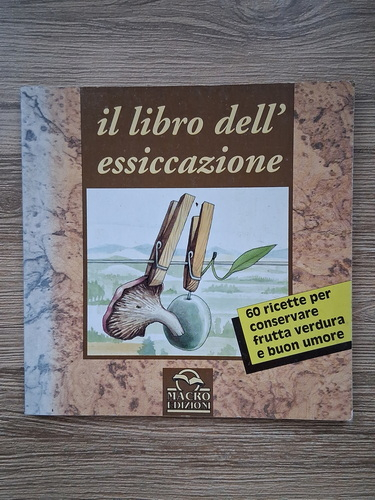 il libro dell'
essiccazione
60 ricette per
conservare
frutta verdura
e buon umore
MACRO
EDIZIONI